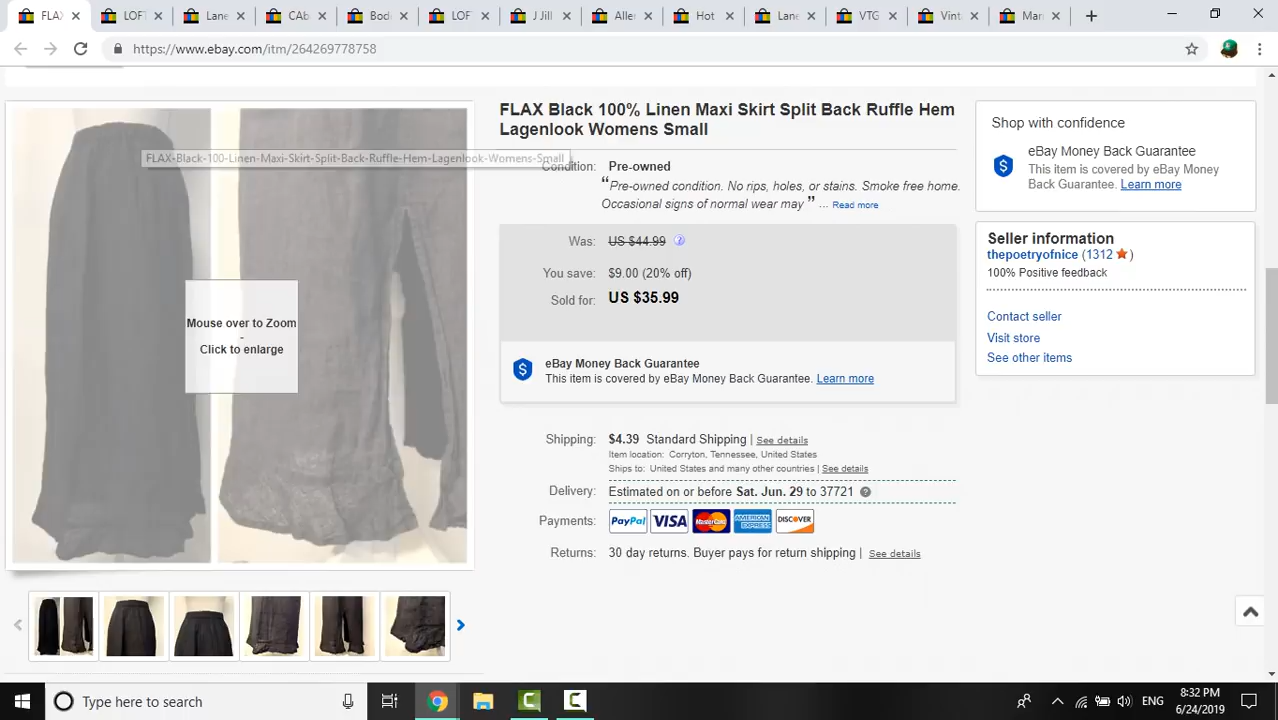 FLAX
LOFT
Lane
CAb
Bod
LOF
J Jill
Aller
Hot
Lane
VTG
Vint
Mar
https://www.ebay.com/itm/264269778758
FLAX Black 100% Linen Maxi Skirt Split Back Ruffle Hem
Lagenlook Womens Small
FLAX-Black-100-Linen-Maxi-Skirt-Split-Back-Ruffle-Hem-Lagenlook-Womens-Small
Condition: Pre-owned
“Pre-owned condition. No rips, holes, or stains. Smoke free home.
Occasional signs of normal wear may ” ... Read more
Was: US $44.99
You save: $9.00 (20% off)
Sold for: US $35.99
Mouse over to Zoom
-
Click to enlarge
eBay Money Back Guarantee
This item is covered by eBay Money Back Guarantee. Learn more
Shipping: $4.39 Standard Shipping | See details
Item location: Corryton, Tennessee, United States
Ships to: United States and many other countries | See details
Delivery: Estimated on or before Sat. Jun. 29 to 37721
Payments: PayPal VISA MasterCard AMERICAN EXPRESS DISCOVER
Returns: 30 day returns. Buyer pays for return shipping | See details
Shop with confidence
eBay Money Back Guarantee
This item is covered by eBay Money
Back Guarantee. Learn more
Seller information
thepoetryofnice (1312 )
100% Positive feedback
Contact seller
Visit store
See other items
Type here to search
ENG
8:32 PM
6/24/2019